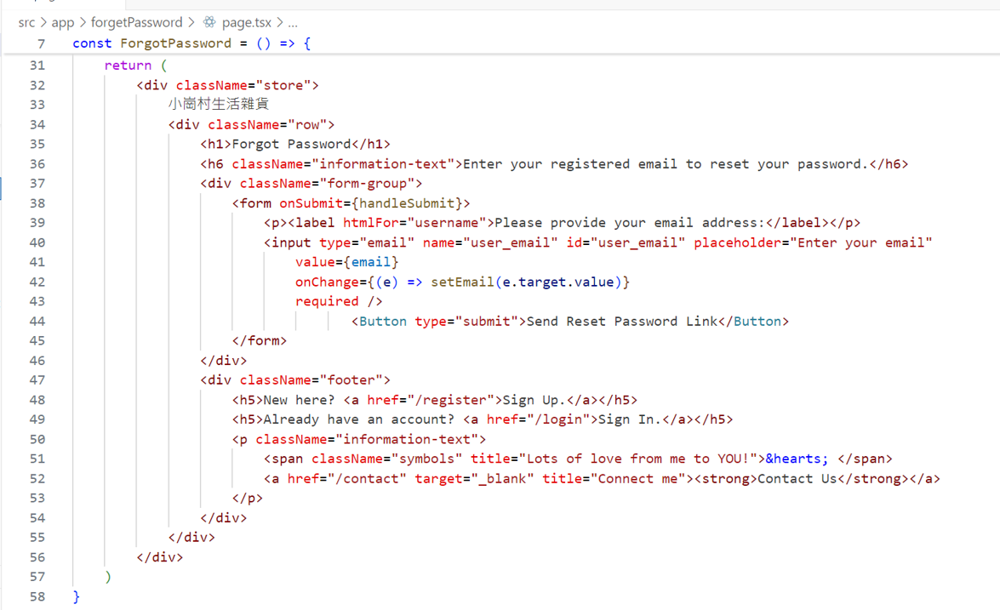 src > app > forgetPassword > page.tsx > ...
7 const ForgotPassword = () => {
31 return (
32 <div className="store">
33 小崗村生活雜貨
34 <div className="row">
35 <h1>Forgot Password</h1>
36 <h6 className="information-text">Enter your registered email to reset your password.</h6>
37 <div className="form-group">
38 <form onSubmit={handleSubmit}>
39 <p><label htmlFor="username">Please provide your email address:</label></p>
40 <input type="email" name="user_email" id="user_email" placeholder="Enter your email"
41 value={email}
42 onChange={(e) => setEmail(e.target.value)}
43 required />
44 <Button type="submit">Send Reset Password Link</Button>
45 </form>
46 </div>
47 <div className="footer">
48 <h5>New here? <a href="/register">Sign Up.</a></h5>
49 <h5>Already have an account? <a href="/login">Sign In.</a></h5>
50 <p className="information-text">
51 <span className="symbols" title="Lots of love from me to YOU!">&hearts; </span>
52 <a href="/contact" target="_blank" title="Connect me"><strong>Contact Us</strong></a>
53 </p>
54 </div>
55 </div>
56 </div>
57 )
58 }